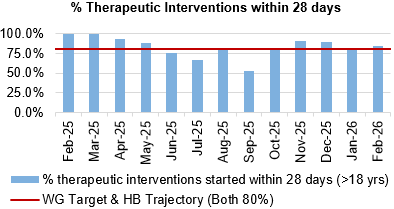 % Therapeutic Interventions within 28 days
100.0%
75.0%
50.0%
25.0%
0.0%
Feb-25
Mar-25
Apr-25
May-25
Jun-25
Jul-25
Aug-25
Sep-25
Oct-25
Nov-25
Dec-25
Jan-26
Feb-26
% therapeutic interventions started within 28 days (>18 yrs)
WG Target & HB Trajectory (Both 80%)